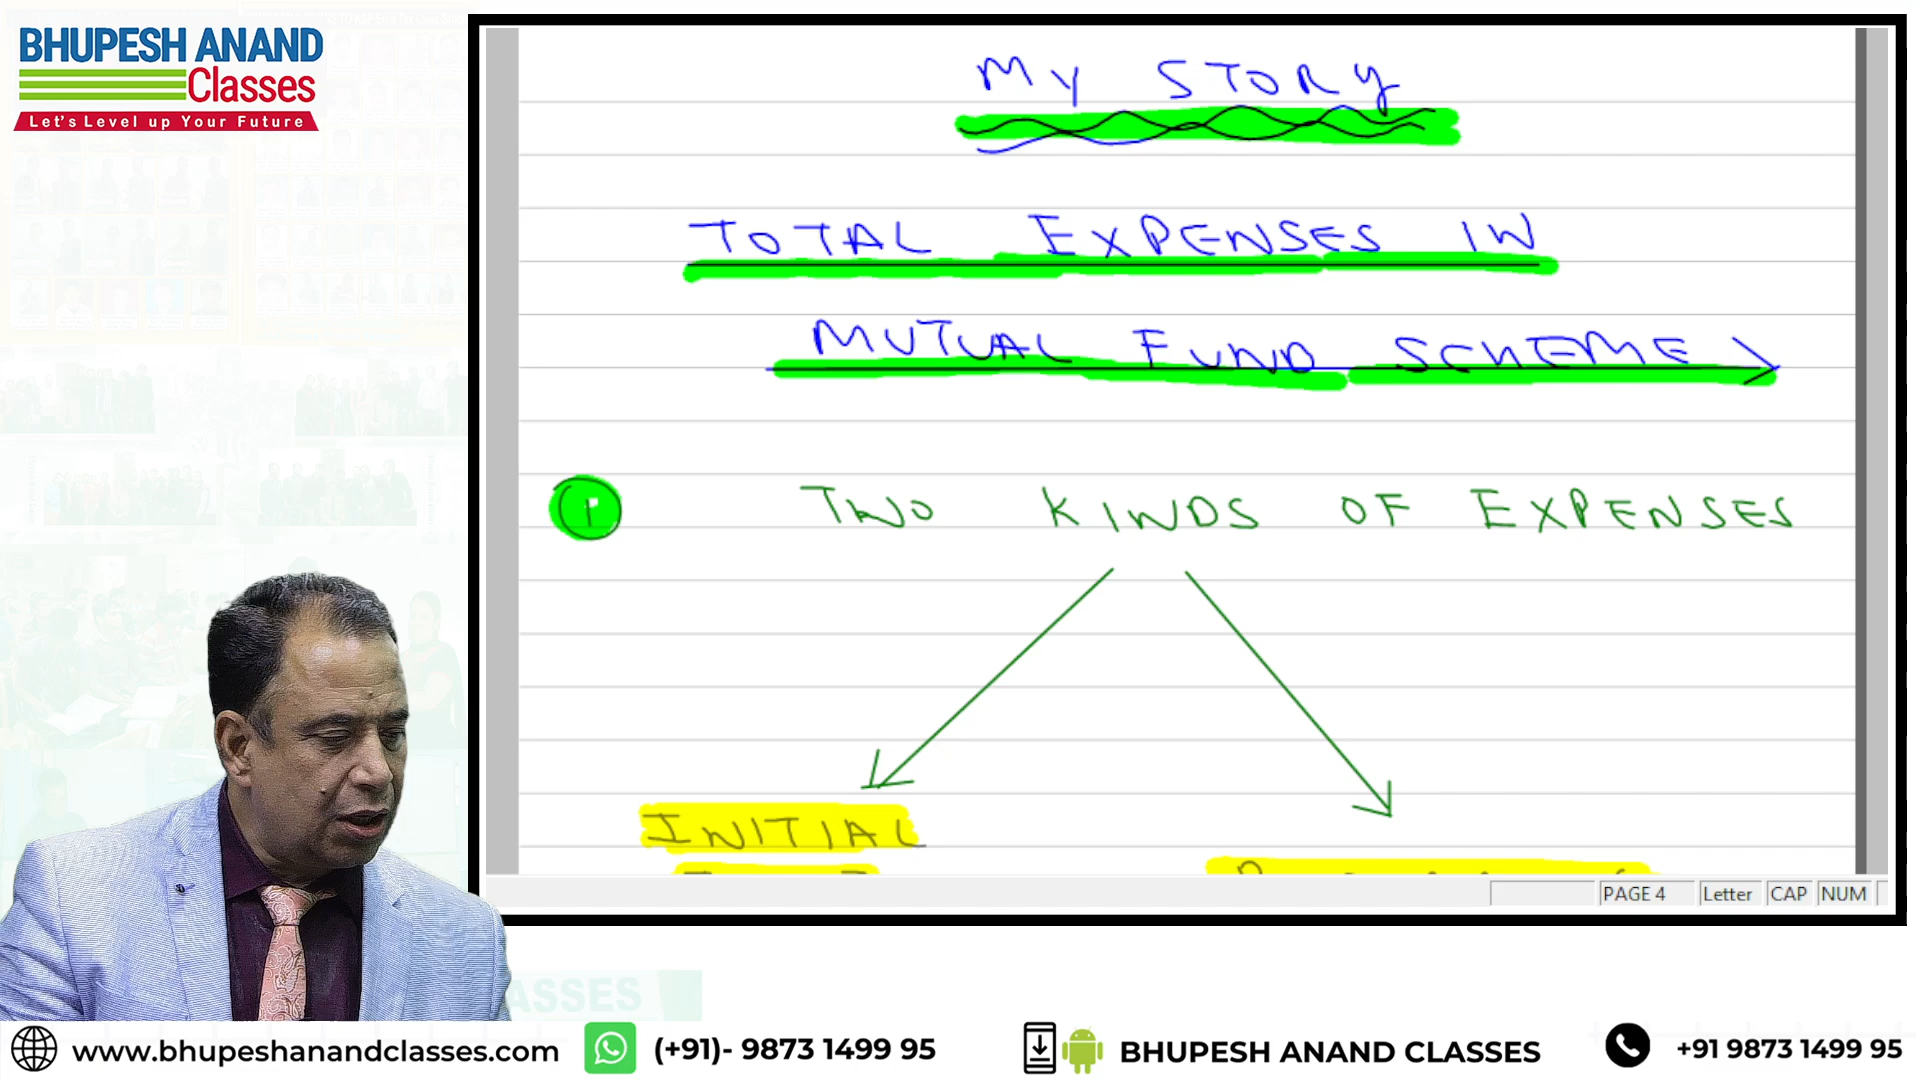 BHUPESH ANAND
Classes
Let's Level up Your Future
MY STORY
TOTAL EXPENSES IN
MUTUAL FUND SCHEME >
1 TWO KINDS OF EXPENSES
INITIAL
PAGE 4 Letter CAP NUM
ASSES
www.bhupeshanandclasses.com (+91)- 9873 1499 95 BHUPESH ANAND CLASSES +91 9873 1499 95